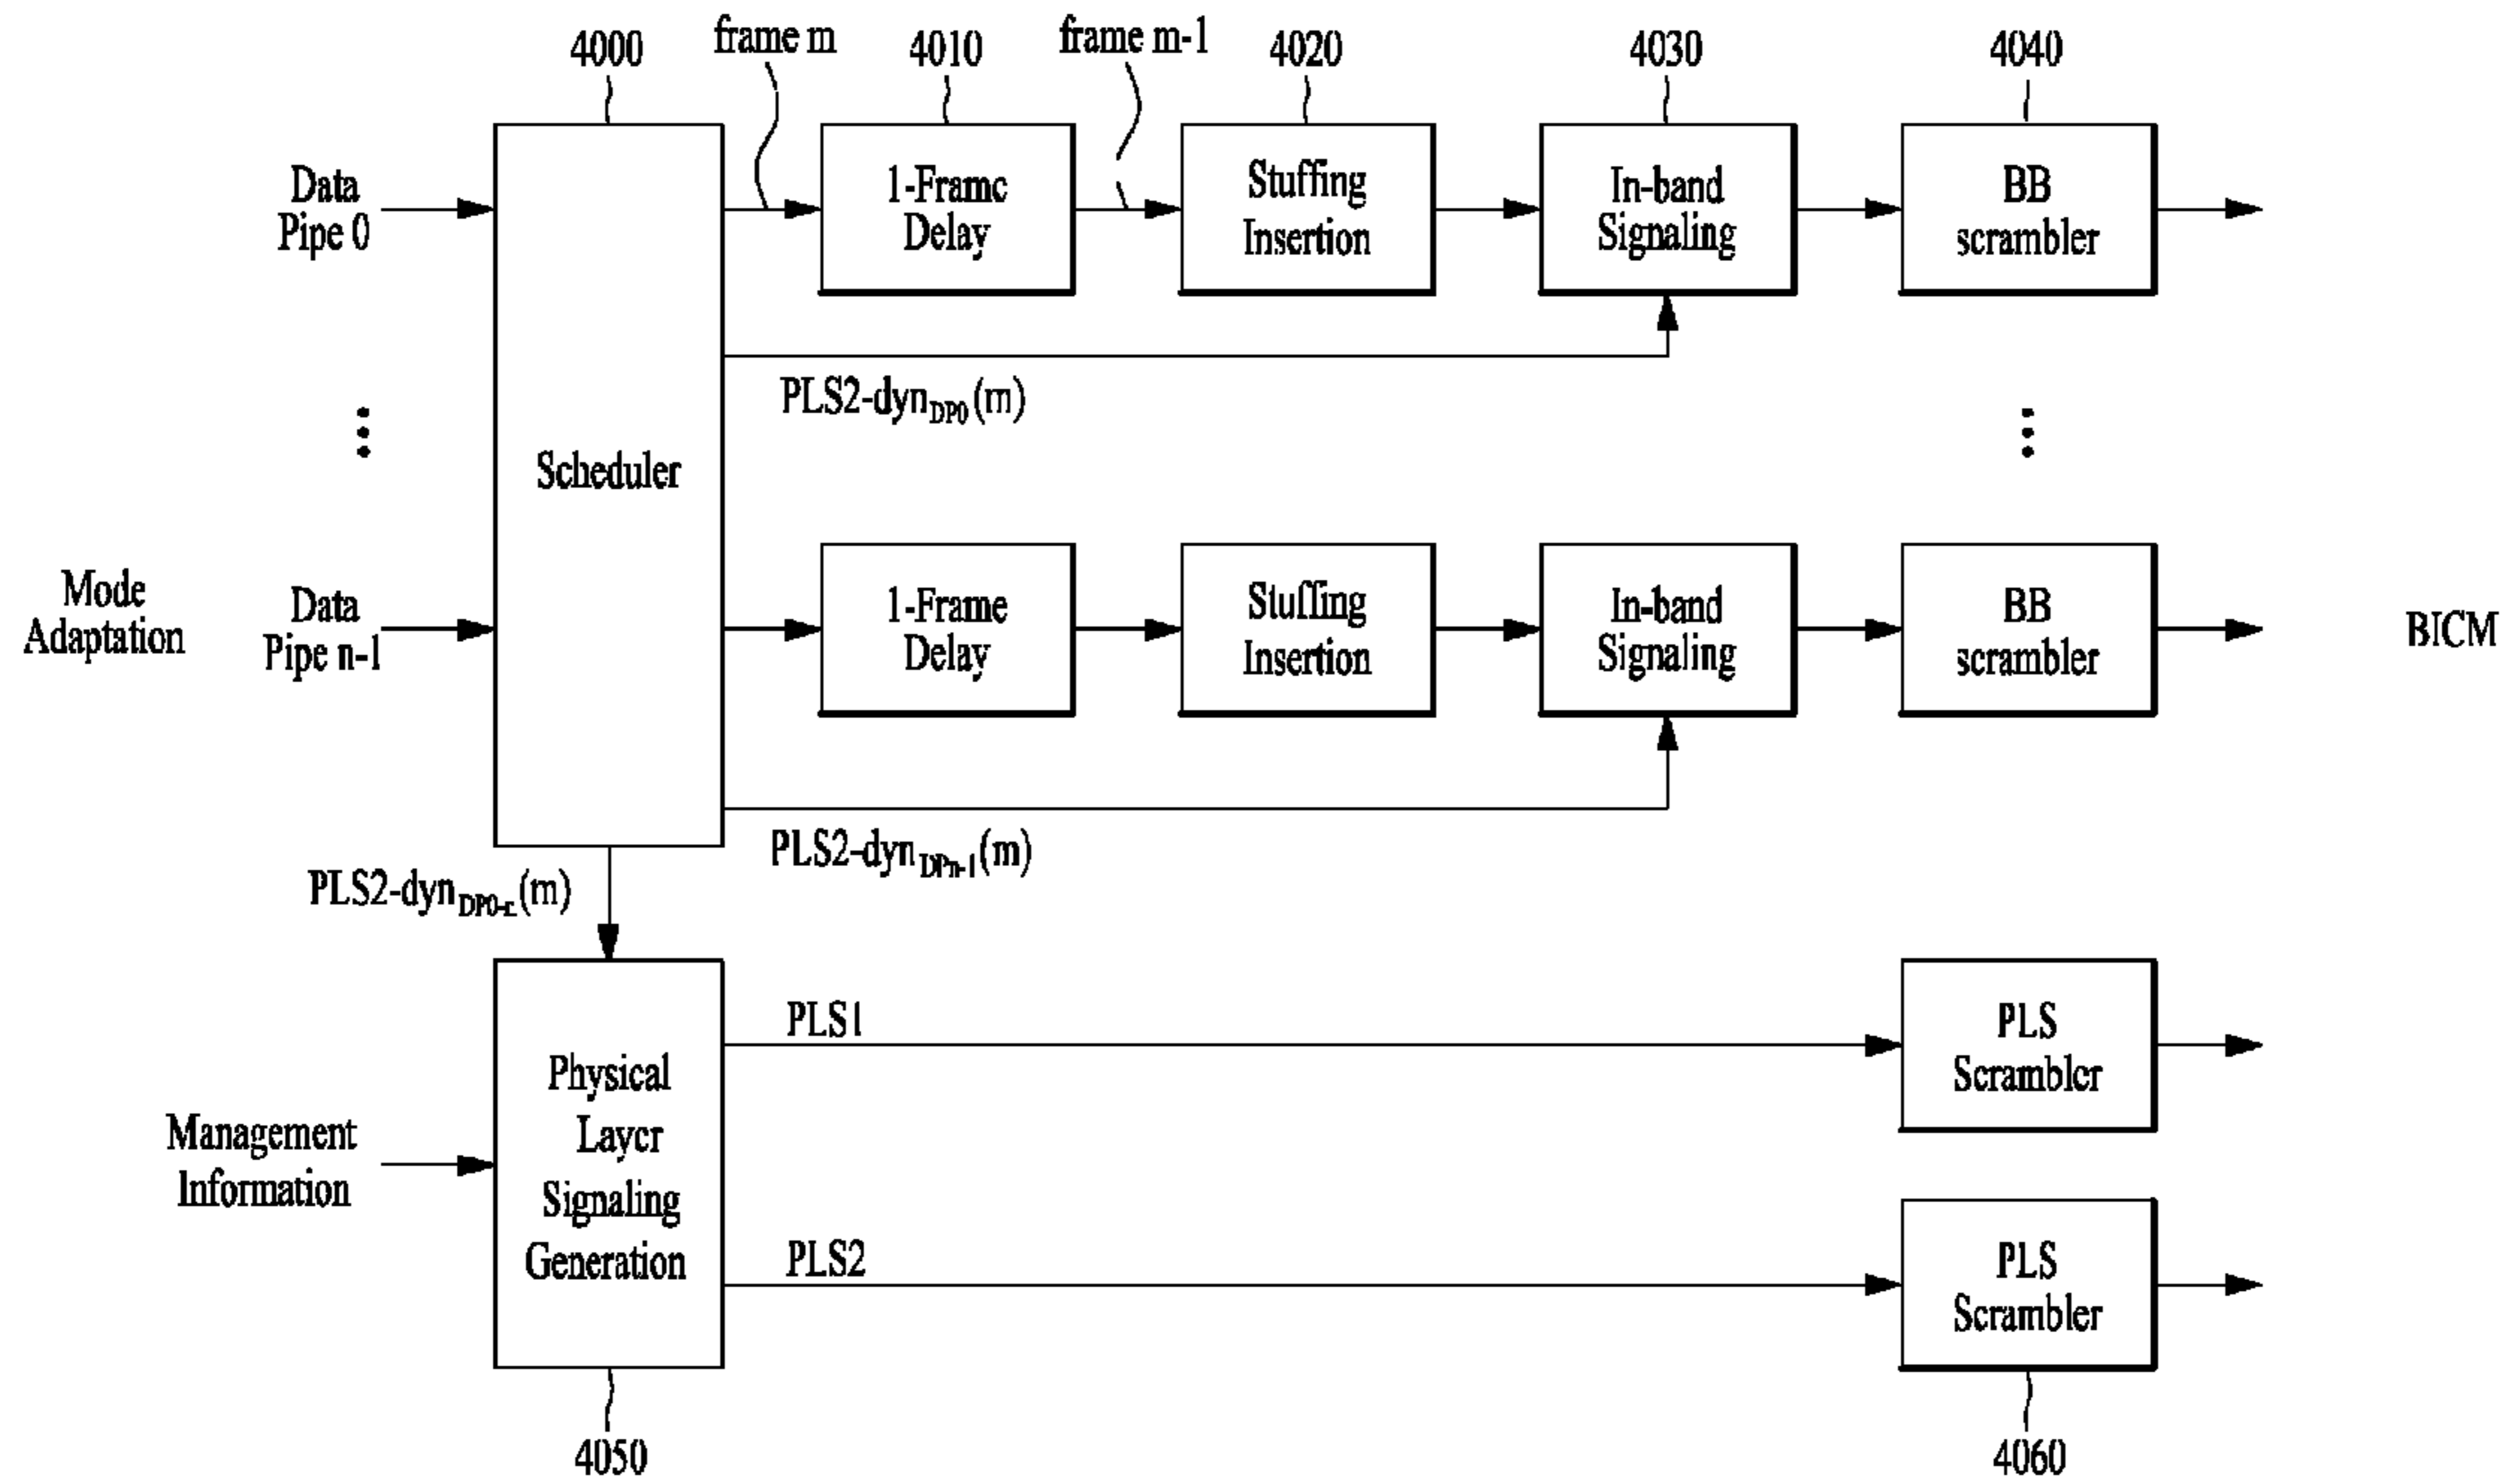 4000
frame m
4010
frame m-1
4020
4030
4040
Data
Pipe 0
1-Frame
Delay
Stuffing
Insertion
In-band
Signaling
BB
scrambler
PLS2-dynDP0(m)
Scheduler
Mode
Adaptation
Data
Pipe n-1
1-Frame
Delay
Stuffing
Insertion
In-band
Signaling
BB
scrambler
BICM
PLS2-dynDPn-1(m)
PLS2-dynDP0-c(m)
PLS1
Physical
Layer
Signaling
Generation
PLS
Scrambler
Management
Information
PLS2
PLS
Scrambler
4050
4060